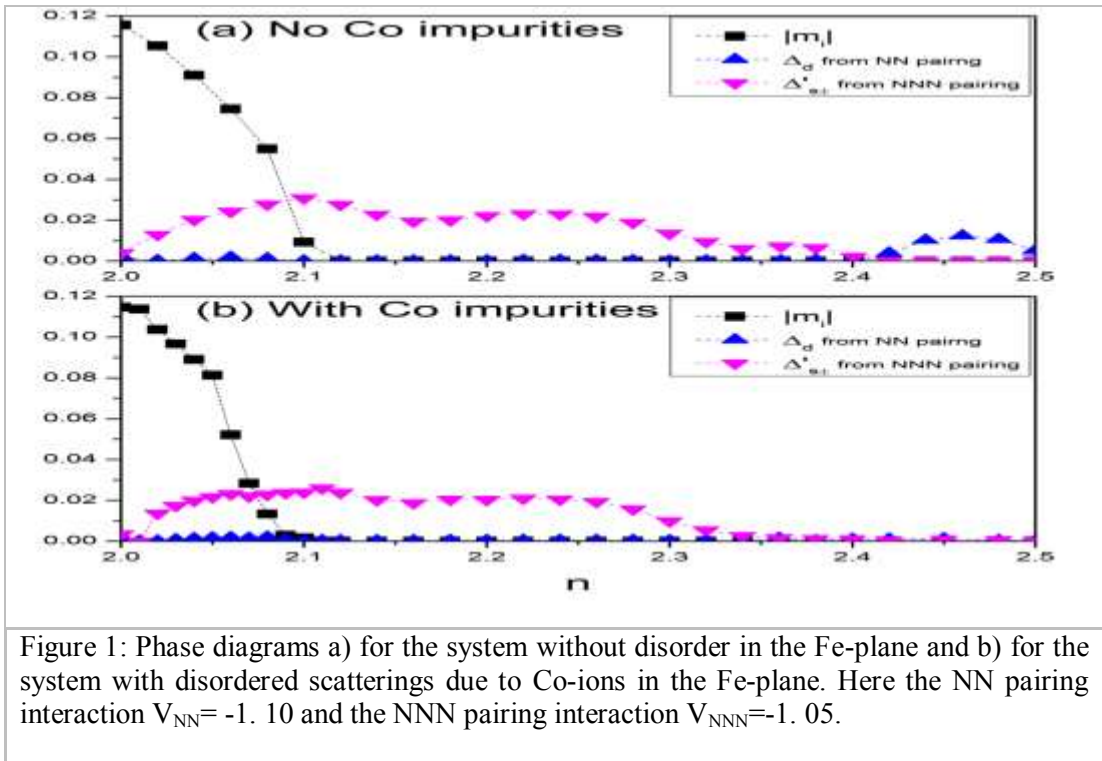 0.12
0.10
0.08
0.06
0.04
0.02
0.00
(a) No Co impurities
|m_i|
Δ_d from NN pairng
from NNN pairing
2.0 2.1 2.2 2.3 2.4 2.5
0.12
0.10
0.08
0.06
0.04
0.02
0.00
(b) With Co impurities
|m_i|
Δ_d from NN pairng
from NNN pairing
2.0 2.1 2.2 2.3 2.4 2.5
n
Figure 1: Phase diagrams a) for the system without disorder in the Fe-plane and b) for the
system with disordered scatterings due to Co-ions in the Fe-plane. Here the NN pairing
interaction V_NN= -1. 10 and the NNN pairing interaction V_NNN=-1. 05.